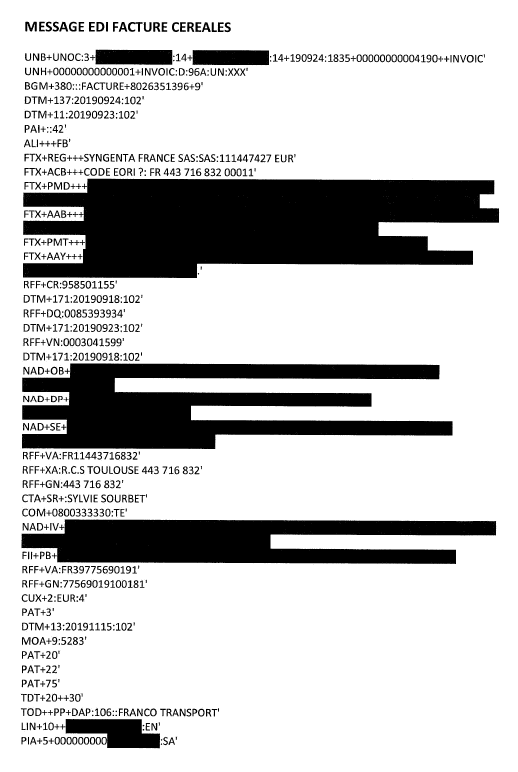 MESSAGE EDI FACTURE CEREALES
UNB+UNOC:3+ :14+ :14+190924:1835+00000000004190++INVOIC'
UNH+00000000000001+INVOIC:D:96A:UN:XXX'
BGM+380:::FACTURE+8026351396+9'
DTM+137:20190924:102'
DTM+11:20190923:102'
PAI+::42'
ALI+++FB'
FTX+REG+++SYNGENTA FRANCE SAS:SAS:111447427 EUR'
FTX+ACB+++CODE EORI ?: FR 443 716 832 00011'
FTX+PMD+++
FTX+AAB+++
FTX+PMT+++
FTX+AAY+++
.'
RFF+CR:958501155'
DTM+171:20190918:102'
RFF+DQ:0085393934'
DTM+171:20190923:102'
RFF+VN:0003041599'
DTM+171:20190918:102'
NAD+OB+
NAD+DP+
NAD+SE+
RFF+VA:FR11443716832'
RFF+XA:R.C.S TOULOUSE 443 716 832'
RFF+GN:443 716 832'
CTA+SR+:SYLVIE SOURBET'
COM+0800333330:TE'
NAD+IV+
FII+PB+
RFF+VA:FR39775690191'
RFF+GN:77569019100181'
CUX+2:EUR:4'
PAT+3'
DTM+13:20191115:102'
MOA+9:5283'
PAT+20'
PAT+22'
PAT+75'
TDT+20++30'
TOD++PP+DAP:106::FRANCO TRANSPORT'
LIN+10++ :EN'
PIA+5+000000000 :SA'